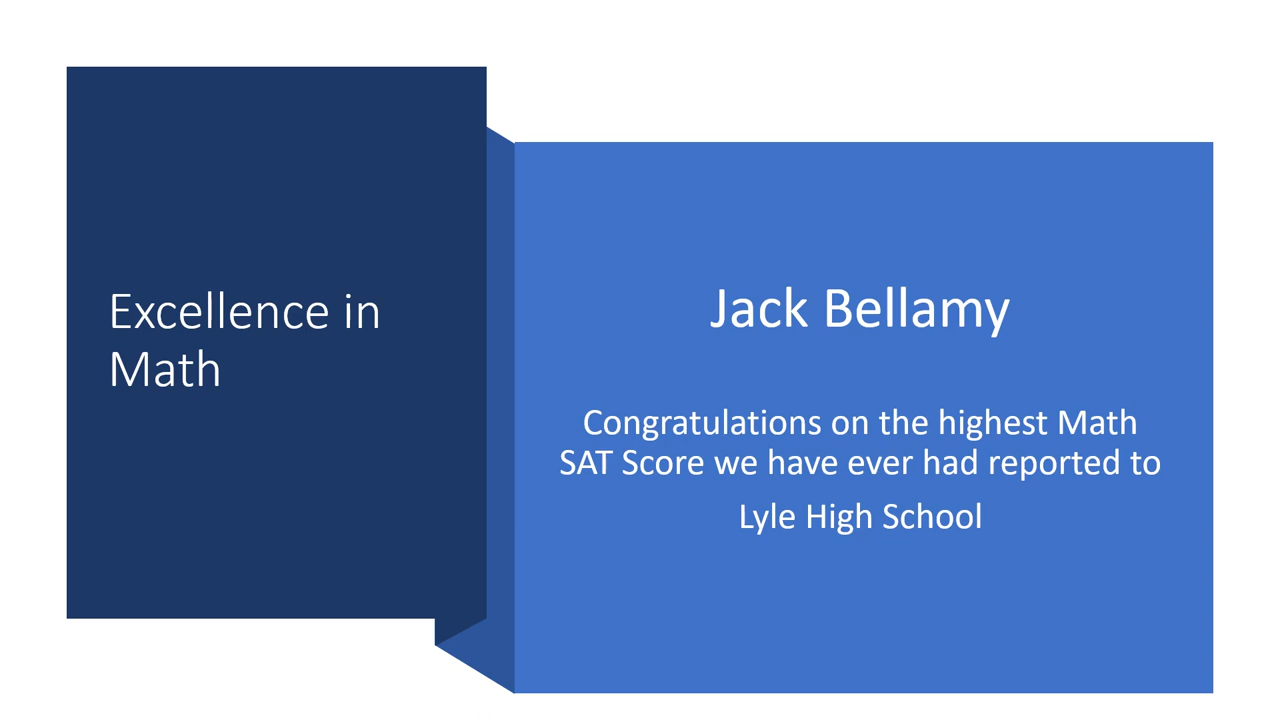 Excellence in
Math
Jack Bellamy
Congratulations on the highest Math
SAT Score we have ever had reported to
Lyle High School